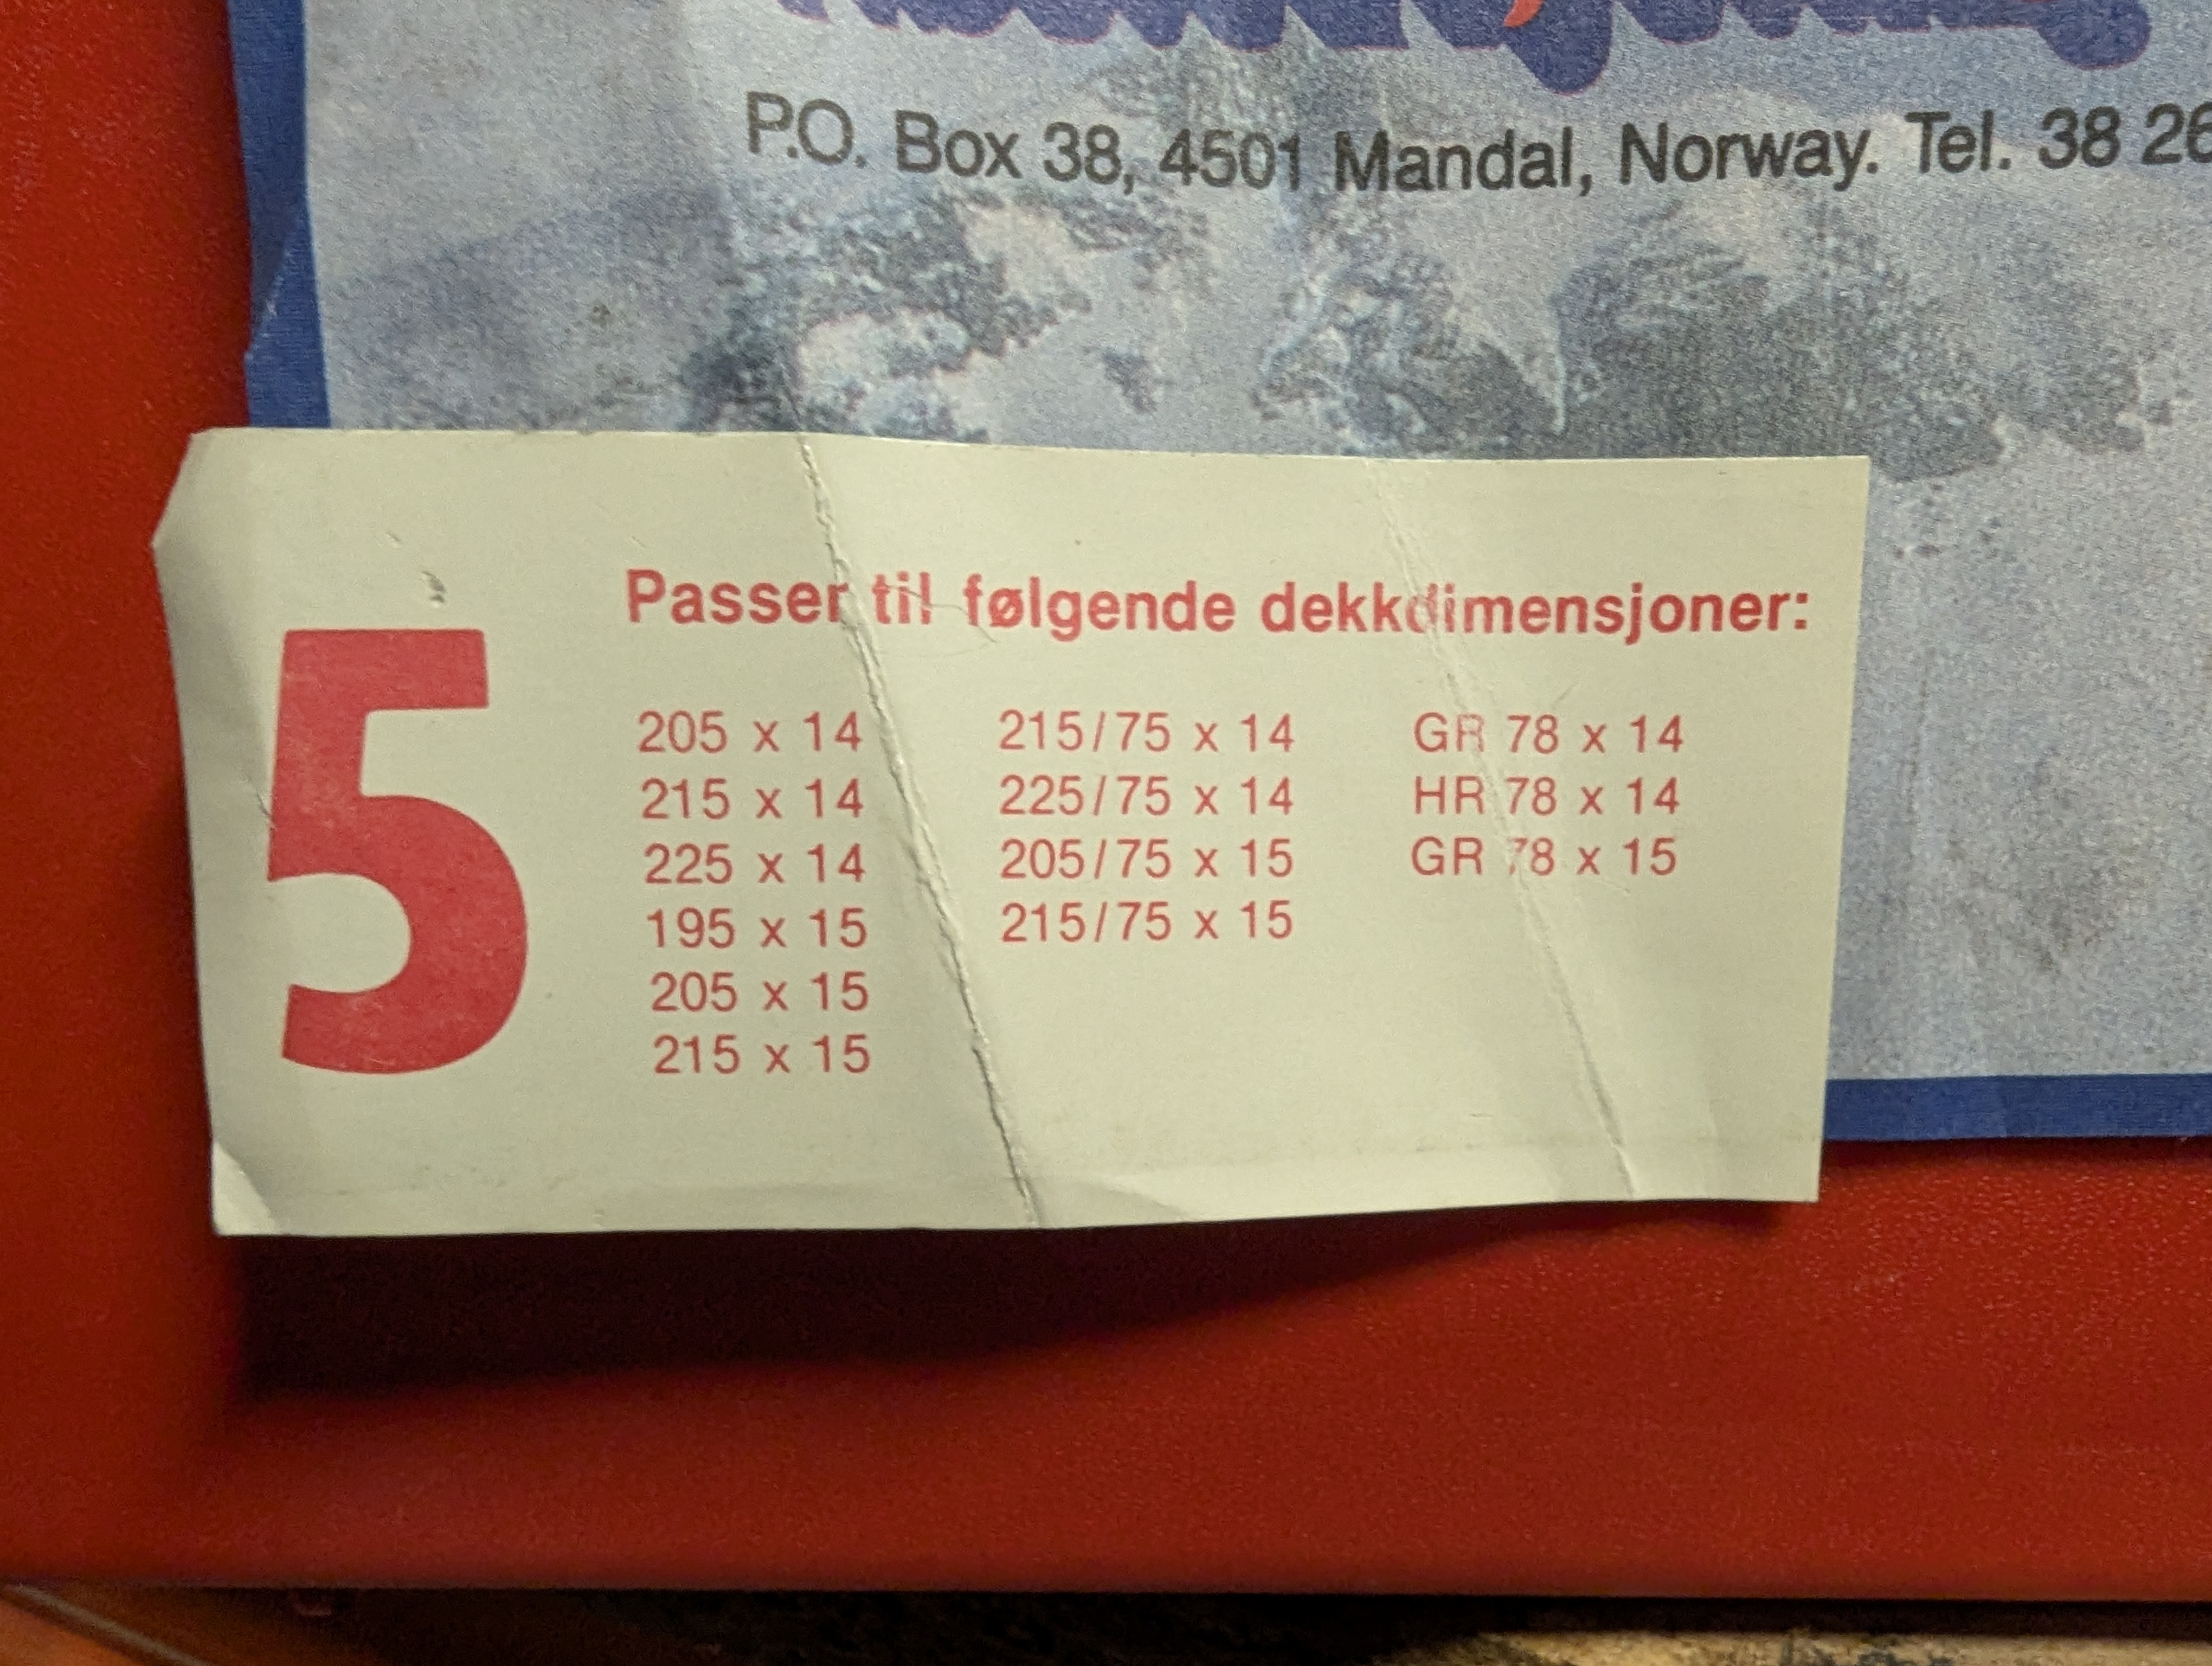 P.O. Box 38, 4501 Mandal, Norway. Tel. 38 26
5
Passer til følgende dekkdimensjoner:
205 x 14
215 x 14
225 x 14
195 x 15
205 x 15
215 x 15
215/75 x 14
225/75 x 14
205/75 x 15
215/75 x 15
GR 78 x 14
HR 78 x 14
GR 78 x 15